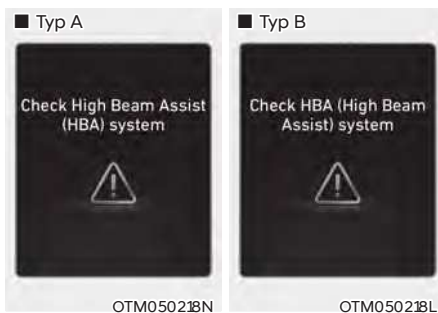 ■ Typ A
Check High Beam Assist
(HBA) system
OTM050218N
■ Typ B
Check HBA (High Beam
Assist) system
OTM050218L